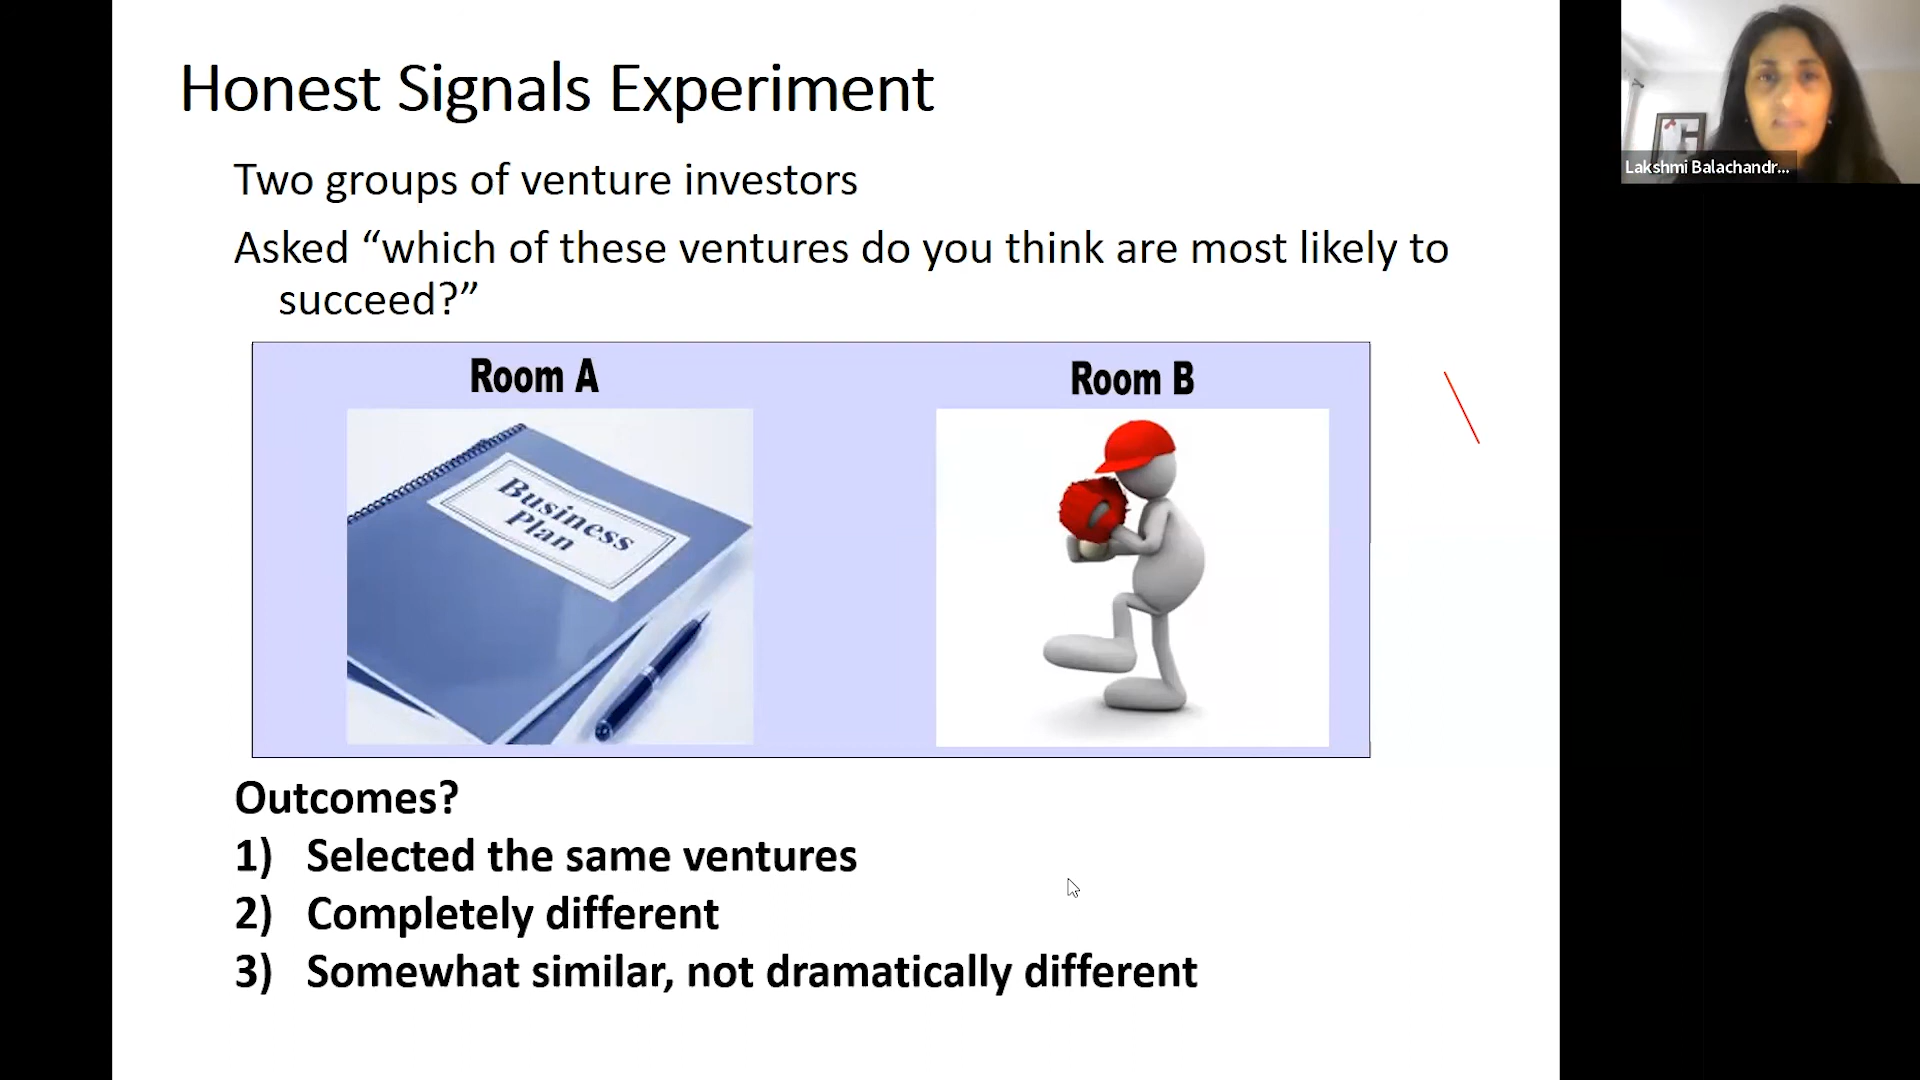 Honest Signals Experiment
Lakshmi Balachandr...
Two groups of venture investors
Asked “which of these ventures do you think are most likely to
succeed?”
Room A
Room B
Business
Plan
Outcomes?
1) Selected the same ventures
2) Completely different
3) Somewhat similar, not dramatically different